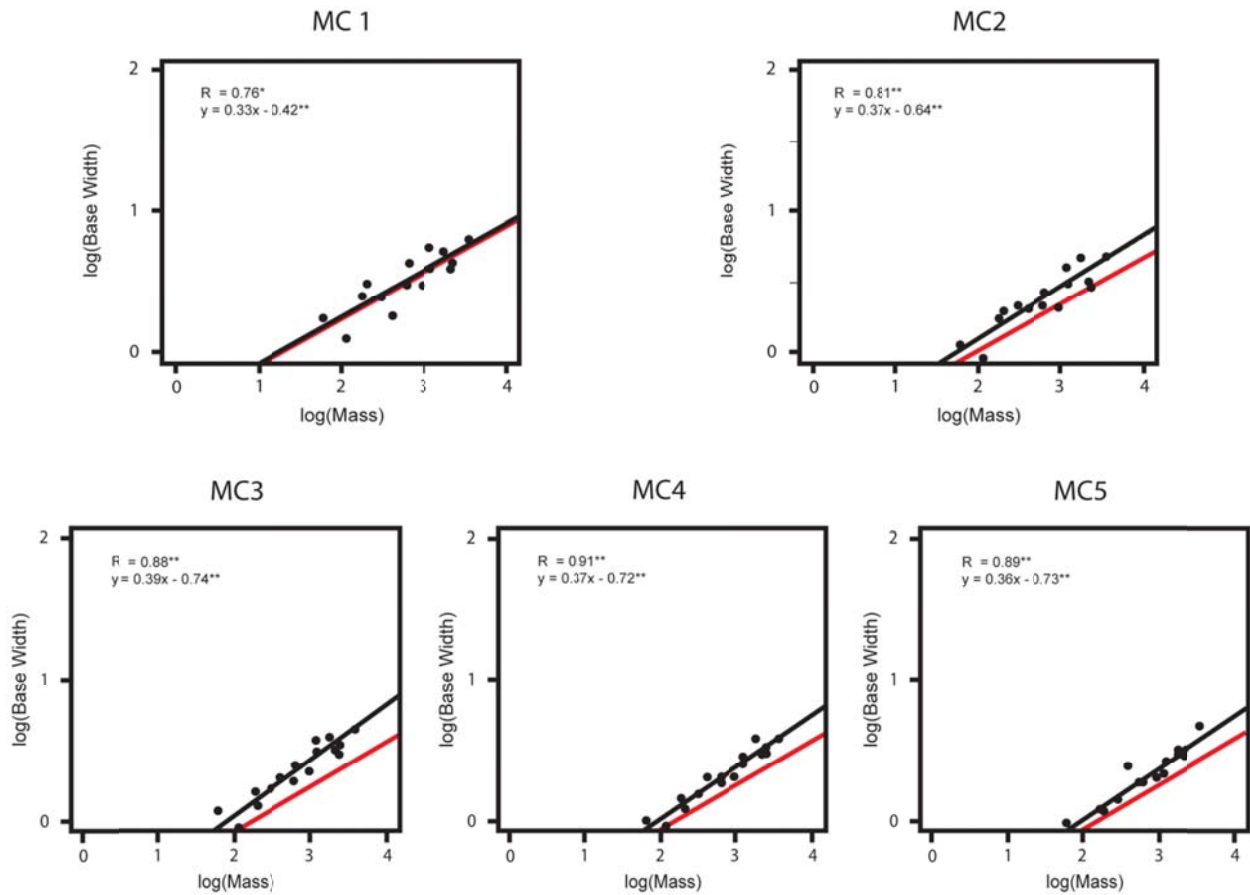 MC 1
2
R = 0.76*
y = 0.33x - 0.42**
log(Base Width)
1
0
0 1 2 3 4
log(Mass)
MC2
2
R = 0.81**
y = 0.37x - 0.64**
log(Base Width)
1
0
0 1 2 3 4
log(Mass)
MC3
2
R = 0.88**
y = 0.39x - 0.74**
log(Base Width)
1
0
0 1 2 3 4
log(Mass)
MC4
2
R = 0.91**
y = 0.37x - 0.72**
log(Base Width)
1
0
0 1 2 3 4
log(Mass)
MC5
2
R = 0.89**
y = 0.36x - 0.73**
log(Base Width)
1
0
0 1 2 3 4
log(Mass)